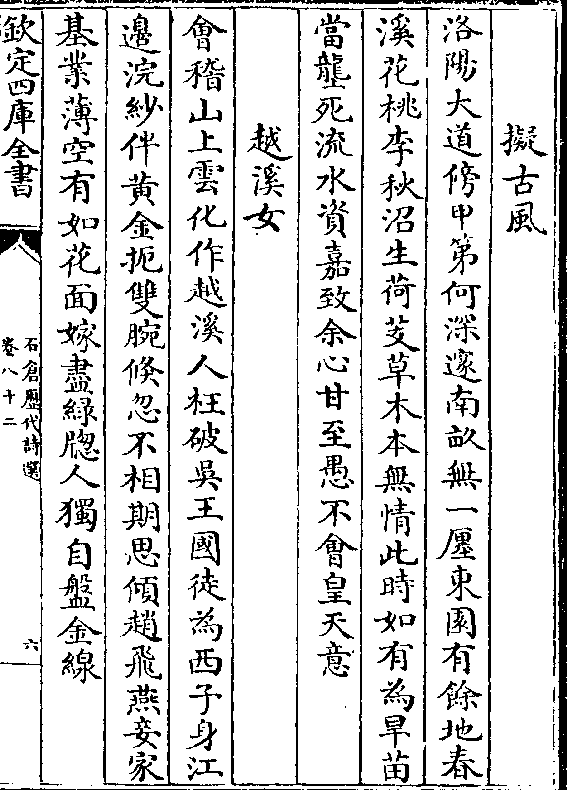 擬古風
洛陽大道傍甲第何深邃南畝無一廛東園有餘地春
溪花桃李秋沼生荷芰草木本無情此時如有為旱苗
當壟死流水資嘉致余心甘至愚不會皇天意
越溪女
會稽山上雲化作越溪人枉破吳王國徒為西子身江
邉浣紗伴黃金扼雙腕倏忽不相期思傾趙飛燕妾家
基業薄空有如花面嫁盡緑䆫人獨自盤金線
欽定四庫全書
石倉歷代詩選
卷八十二
六